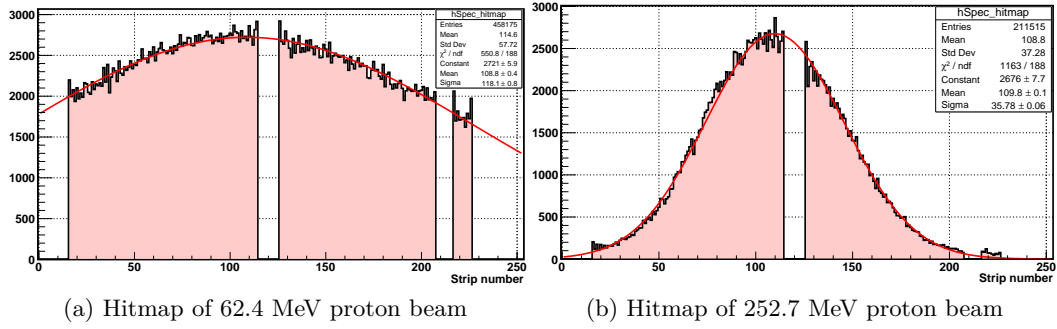 hSpec_hitmap
Entries 458175
Mean 114.6
Std Dev 57.72
χ² / ndf 550.8 / 188
Constant 2721 ± 5.9
Mean 108.8 ± 0.4
Sigma 118.1 ± 0.8
3000
2500
2000
1500
1000
500
0
0 50 100 150 200 250
Strip number
(a) Hitmap of 62.4 MeV proton beam
hSpec_hitmap
Entries 211515
Mean 108.8
Std Dev 37.28
χ² / ndf 1163 / 188
Constant 2676 ± 7.7
Mean 109.8 ± 0.1
Sigma 35.78 ± 0.06
3000
2500
2000
1500
1000
500
0
0 50 100 150 200 250
Strip number
(b) Hitmap of 252.7 MeV proton beam